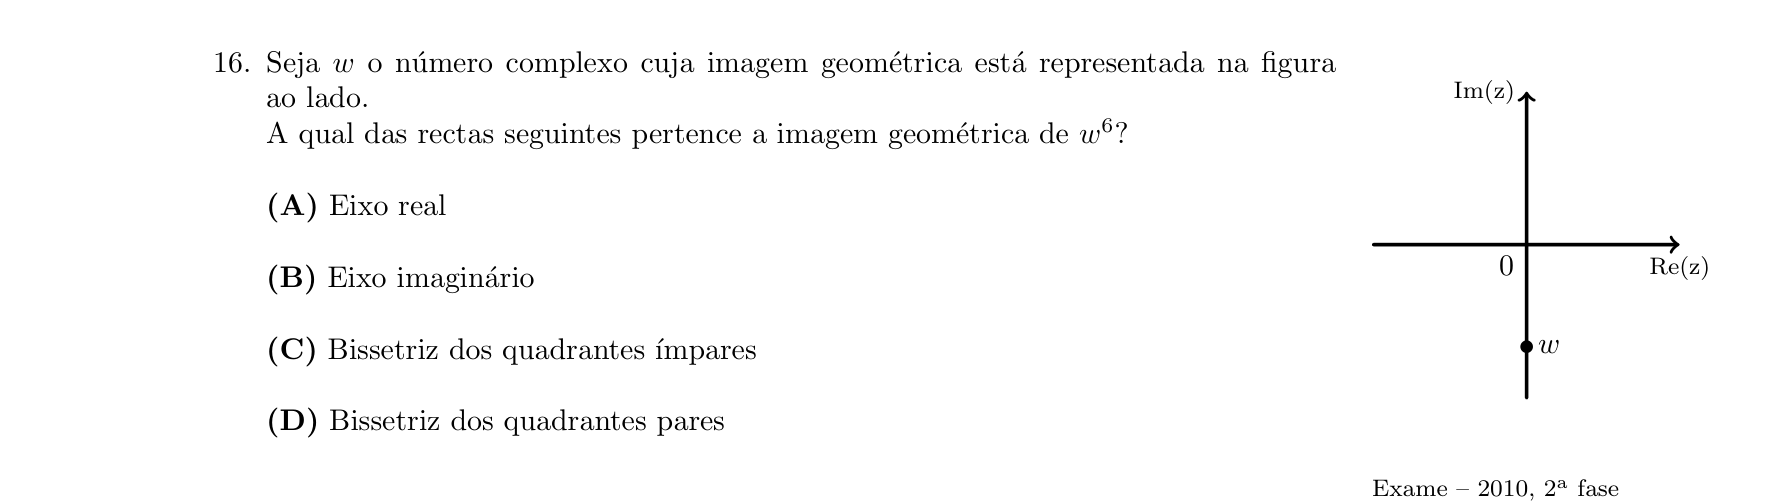 16. Seja w o número complexo cuja imagem geométrica está representada na figura
ao lado.
A qual das rectas seguintes pertence a imagem geométrica de w⁶?
(A) Eixo real
(B) Eixo imaginário
(C) Bissetriz dos quadrantes ímpares
(D) Bissetriz dos quadrantes pares
Im(z)
0
Re(z)
w
Exame – 2010, 2ª fase